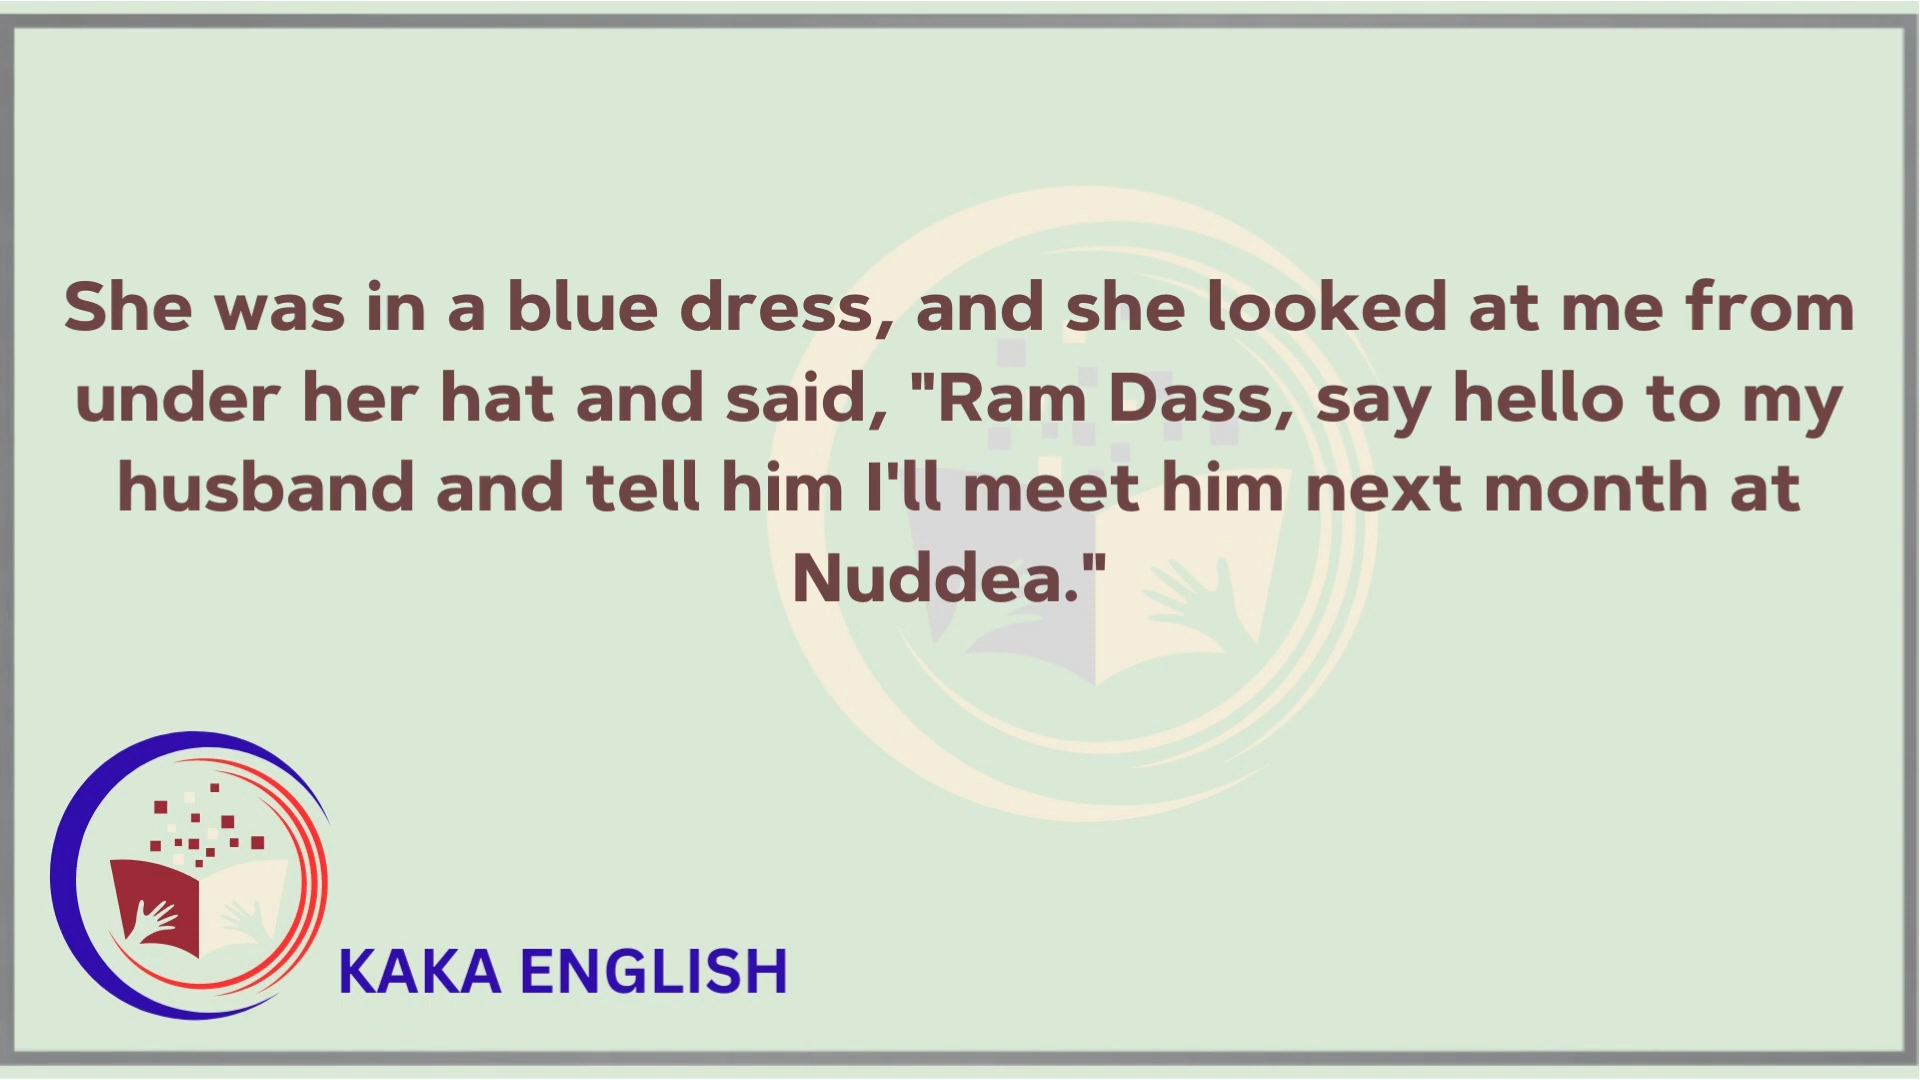 She was in a blue dress, and she looked at me from
under her hat and said, "Ram Dass, say hello to my
husband and tell him I'll meet him next month at
Nuddea."
KAKA ENGLISH